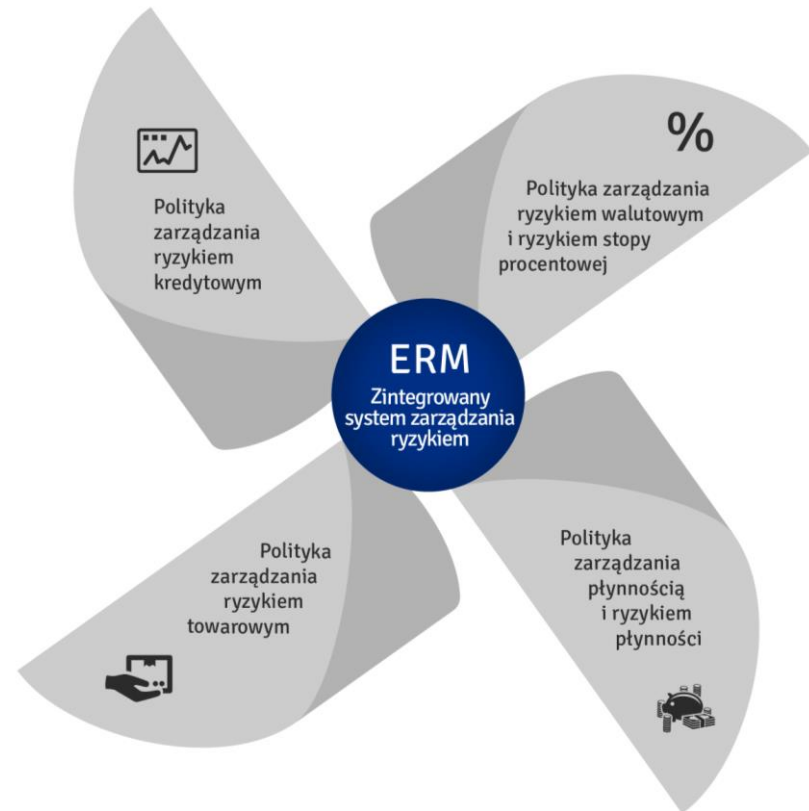 Polityka
zarządzania
ryzykiem
kredytowym
%
Polityka zarządzania
ryzykiem walutowym
i ryzykiem stopy
procentowej
ERM
Zintegrowany
system zarządzania
ryzykiem
Polityka
zarządzania
ryzykiem
towarowym
Polityka
zarządzania
płynnością
i ryzykiem
płynności